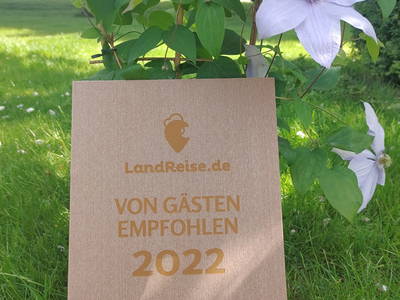 LandReise.de
VON GÄSTEN
EMPFOHLEN
2022